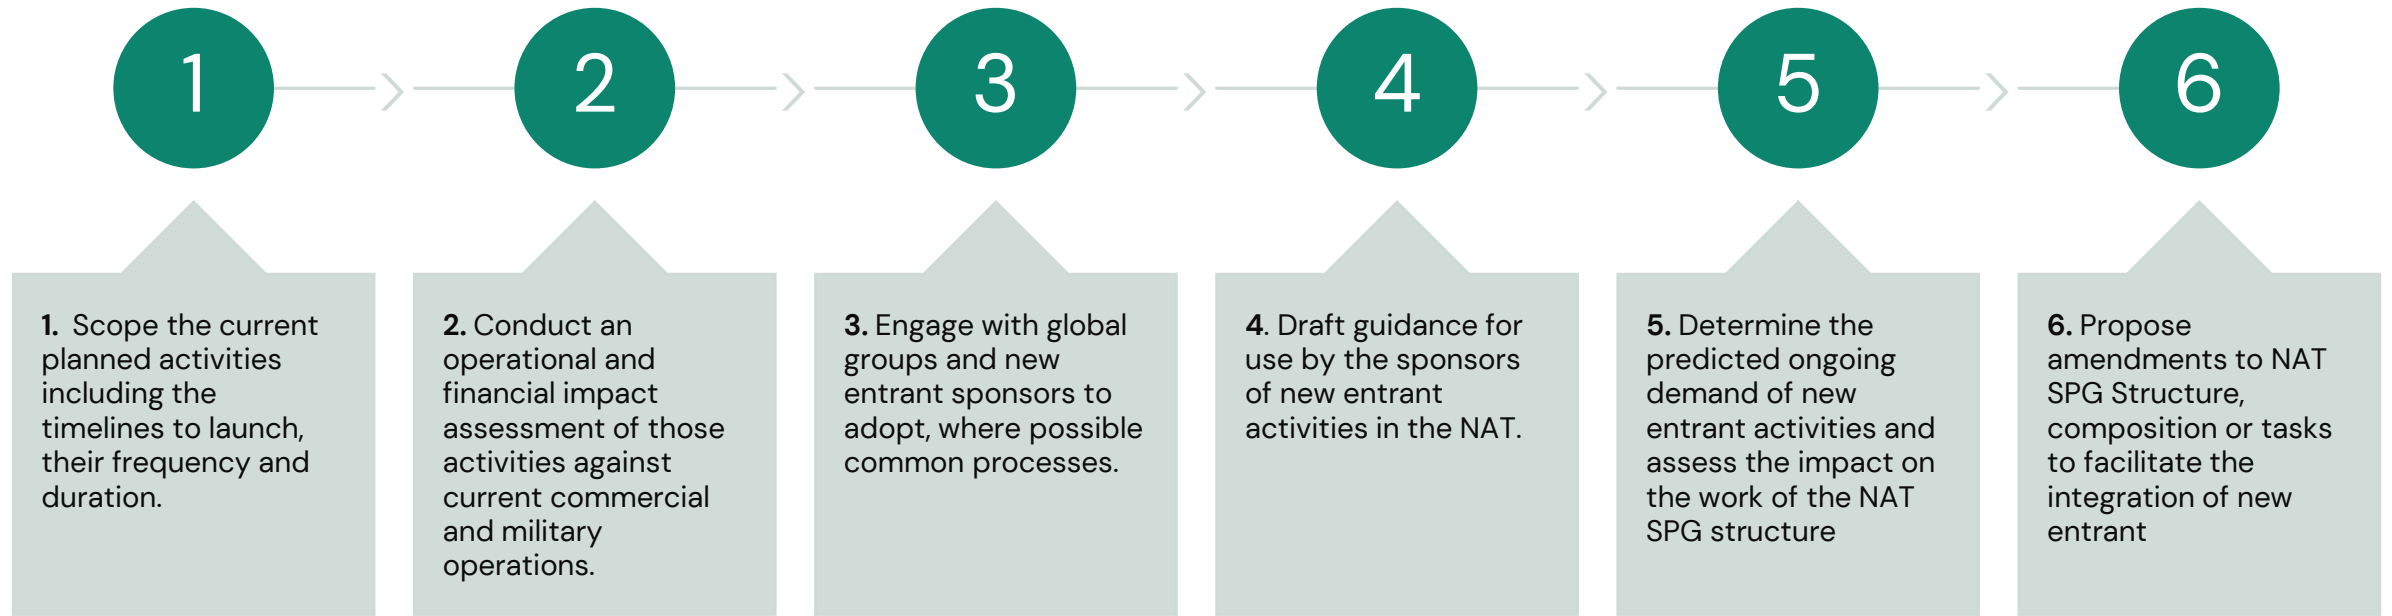 1
2
3
4
5
6
1. Scope the current
planned activities
including the
timelines to launch,
their frequency and
duration.
2. Conduct an
operational and
financial impact
assessment of those
activities against
current commercial
and military
operations.
3. Engage with global
groups and new
entrant sponsors to
adopt, where possible
common processes.
4. Draft guidance for
use by the sponsors
of new entrant
activities in the NAT.
5. Determine the
predicted ongoing
demand of new
entrant activities and
assess the impact on
the work of the NAT
SPG structure
6. Propose
amendments to NAT
SPG Structure,
composition or tasks
to facilitate the
integration of new
entrant